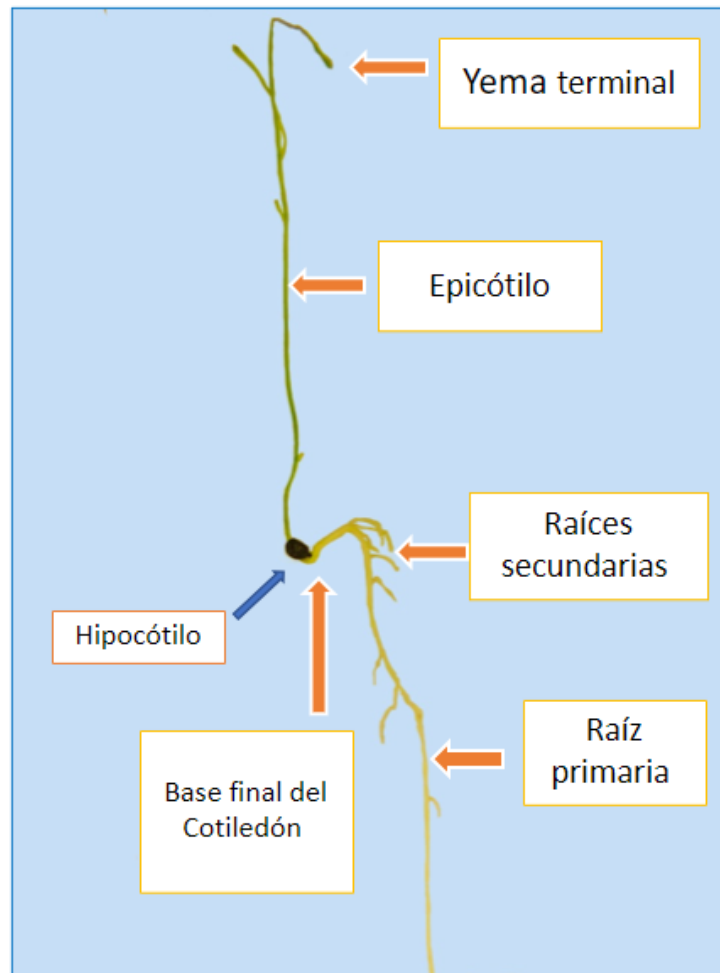 Yema terminal
Epicótilo
Raíces
secundarias
Hipocótilo
Base final del
Cotiledón
Raíz
primaria